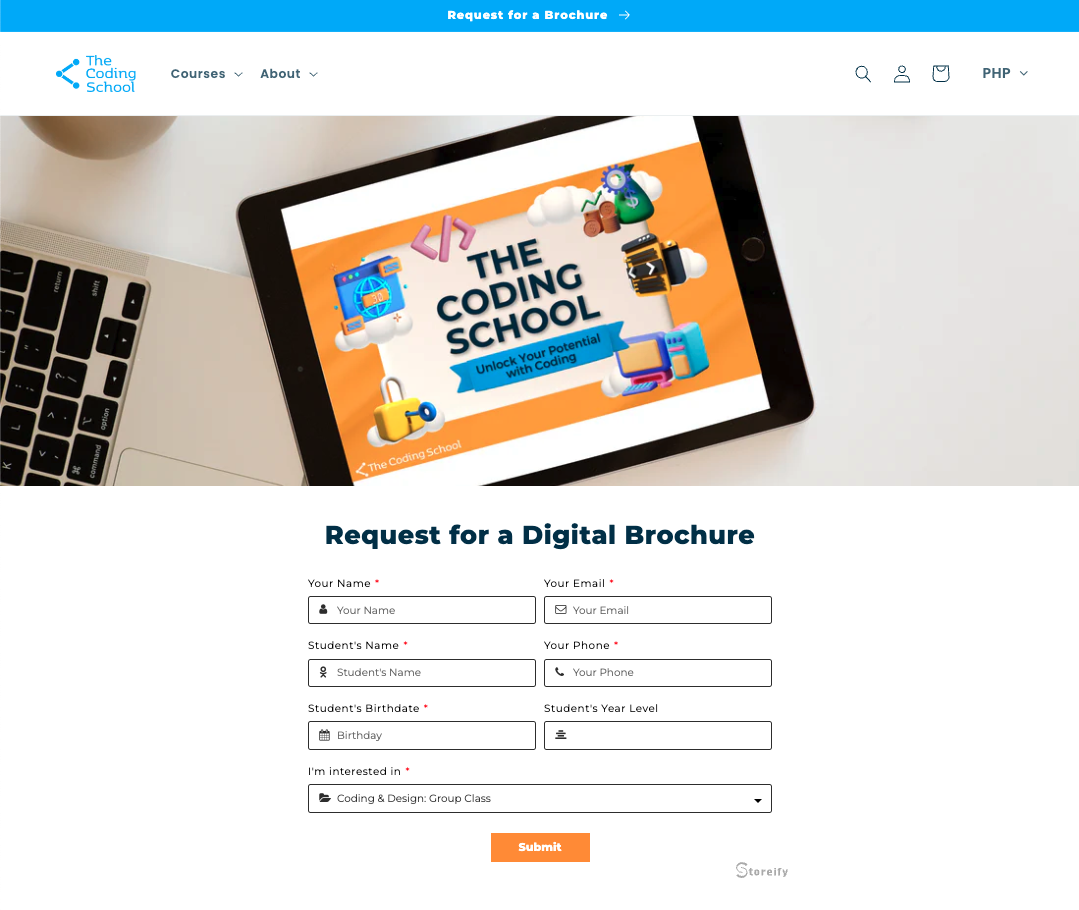 Request for a Brochure
The
Coding
School
Courses
About
PHP
return
shift
option
command
THE
CODING
SCHOOL
Unlock Your Potential
with Coding
The Coding School
Request for a Digital Brochure
Your Name *
Your Email *
Your Name
Your Email
Student's Name *
Your Phone *
Student's Name
Your Phone
Student's Birthdate *
Student's Year Level
Birthday
I'm interested in *
Coding & Design: Group Class
Submit
Storeify